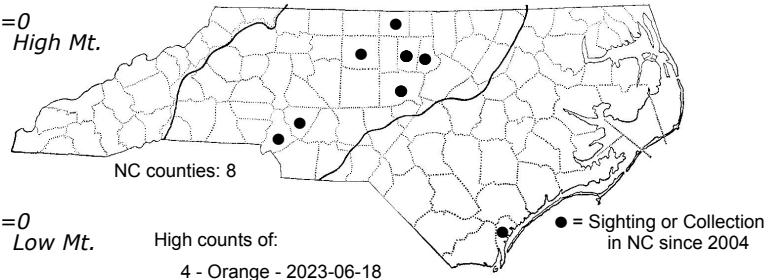 =0
High Mt.
NC counties: 8
=0
Low Mt.
High counts of:
4 - Orange - 2023-06-18
● = Sighting or Collection
in NC since 2004